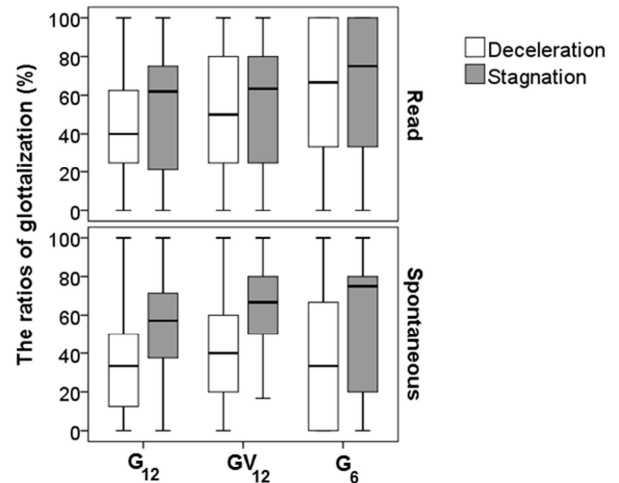 The ratios of glottalization (%)
100
80
60
40
20
0
Read
100
80
60
40
20
0
Spontaneous
G12 GV12 G6
Deceleration
Stagnation